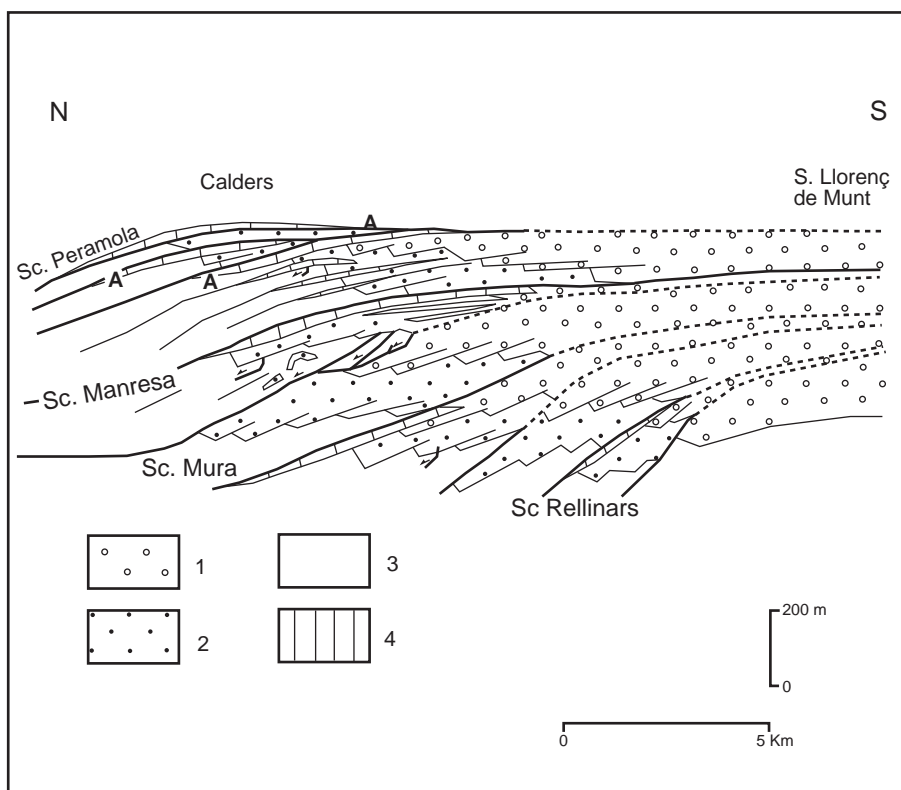 N
S
Calders
S. Llorenç
de Munt
A
Sc. Peramola
A
A
Sc. Manresa
Sc. Mura
Sc Rellinars
1
3
2
4
200 m
0
0
5 Km